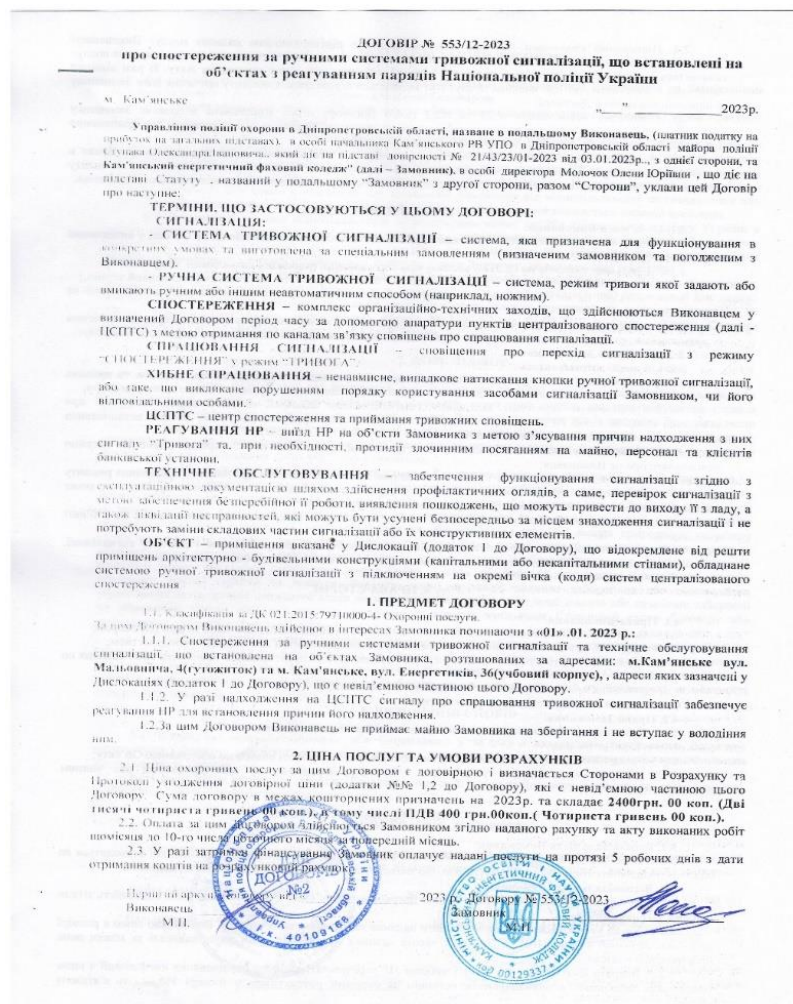 ДОГОВІР № 553/12-2023
про спостереження за ручними системами тривожної сигналізації, що встановлені на
об'єктах з реагуванням нарядів Національної поліції України
м Кам'янське
„___" ______________2023р.
Управління поліції охорони в Дніпропетровській області, назване в подальшому Виконавець, (платник податку на
прибуток на загальних підставах), в особі начальника Кам'янського РВ УПО в Дніпропетровській області майора поліції
Ступака Олександра Івановича,, який діє на підставі довіреності № 21/43/23/01-2023 від 03.01.2023р.., з однієї сторони, та
Кам'янський енергетичний фаховий коледж" (далі – Замовник), в особі директора Молочок Олени Юріївни , що діє на
підставі Статуту , названий у подальшому "Замовник" з другої сторони, разом "Сторони", уклали цей Договір
про наступне:
ТЕРМІНИ, ЩО ЗАСТОСОВУЮТЬСЯ У ЦЬОМУ ДОГОВОРІ:
СИГНАЛІЗАЦІЯ:
- СИСТЕМА ТРИВОЖНОЇ СИГНАЛІЗАЦІЇ – система, яка призначена для функціонування в
конкретних умовах та виготовлена за спеціальним замовленням (визначеним замовником та погодженим з
Виконавцем).
- РУЧНА СИСТЕМА ТРИВОЖНОЇ СИГНАЛІЗАЦІЇ – система, режим тривоги якої задають або
вмикають ручним або іншим неавтоматичним способом (наприклад, ножним).
СПОСТЕРЕЖЕННЯ – комплекс організаційно-технічних заходів, що здійснюються Виконавцем у
визначений Договором період часу за допомогою апаратури пунктів централізованого спостереження (далі -
ЦСПТС) з метою отримання по каналам зв'язку сповіщень про спрацювання сигналізації.
СПРАЦЮВАННЯ СИГНАЛІЗАЦІЇ – сповіщення про перехід сигналізації з режиму
"СПОСТЕРЕЖЕННЯ" у режим "ТРИВОГА".
ХИБНЕ СПРАЦЮВАННЯ – ненавмисне, випадкове натискання кнопки ручної тривожної сигналізації,
або таке, що викликане порушенням порядку користування засобами сигналізації Замовником, чи його
відповідальними особами.
ЦСПТС – центр спостереження та приймання тривожних сповіщень.
РЕАГУВАННЯ НР – виїзд НР на об'єкти Замовника з метою з'ясування причин надходження з них
сигналу "Тривога" та, при необхідності, протидії злочинним посяганням на майно, персонал та клієнтів
банківської установи.
ТЕХНІЧНЕ ОБСЛУГОВУВАННЯ – забезпечення функціонування сигналізації згідно з
експлуатаційною документацією шляхом здійснення профілактичних оглядів, а саме, перевірок сигналізації з
метою забезпечення безперебійної її роботи, виявлення пошкоджень, що можуть привести до виходу її з ладу, а
також ліквідації несправностей, які можуть бути усунені безпосередньо за місцем знаходження сигналізації і не
потребують заміни складових частин сигналізації або їх конструктивних елементів.
ОБ'ЄКТ – приміщення вказане у Дислокації (додаток 1 до Договору), що відокремлене від решти
приміщень архітектурно - будівельними конструкціями (капітальними або некапітальними стінами), обладнане
системою ручної тривожної сигналізації з підключенням на окремі вічка (коди) систем централізованого
спостереження
1. ПРЕДМЕТ ДОГОВОРУ
1.1. Класифікація за ДК 021:2015:79710000-4- Охоронні послуги.
За цим Договором Виконавець здійснює в інтересах Замовника починаючи з «01» .01. 2023 р.:
1.1.1. Спостереження за ручними системами тривожної сигналізації та технічне обслуговування
сигналізації, що встановлена на об'єктах Замовника, розташованих за адресами: м.Кам'янське вул.
Мальовнича, 4(гутожиток) та м. Кам'янське, вул. Енергетиків, 36(учбовий корпус), , адреси яких зазначені у
Дислокаціях (додаток 1 до Договору), що є невід'ємною частиною цього Договору.
1.1.2. У разі надходження на ЦСПТС сигналу про спрацювання тривожної сигналізації забезпечує
реагування НР для встановлення причин його надходження.
1.2.За цим Договором Виконавець не приймає майно Замовника на зберігання і не вступає у володіння
ним.
2. ЦІНА ПОСЛУГ ТА УМОВИ РОЗРАХУНКІВ
2.1 Ціна охоронних послуг за цим Договором є договірною і визначається Сторонами в Розрахунку та
Протоколі узгодження договірної ціни (додатки №№ 1,2 до Договору), які є невід'ємною частиною цього
Договору. Сума договору в межах кошторисних призначень на 2023р. та складає 2400грн. 00 коп. (Дві
тисячі чотириста гривень 00 коп.), в тому числі ПДВ 400 грн.00коп.( Чотириста гривень 00 коп.).
2.2. Оплата за цим Договором здійснюється Замовником згідно наданого рахунку та акту виконаних робіт
щомісяця до 10-го числа поточного місяця за попередній місяць.
2.3. У разі затримки фінансування Замовник оплачує надані послуги на протязі 5 робочих днів з дати
отримання коштів на розрахунковий рахунок.
Перший аркуш договору від 2023 р. Договору № 553/12-2023
Виконавець Замовник
М.П. М.П.
ДОГОВОРІВ
№2
І.К. 40109168
МІНІСТЕРСТВО ОСВІТИ І НАУКИ УКРАЇНИ
КАМ'ЯНСЬКИЙ ЕНЕРГЕТИЧНИЙ ФАХОВИЙ КОЛЕДЖ
00129337